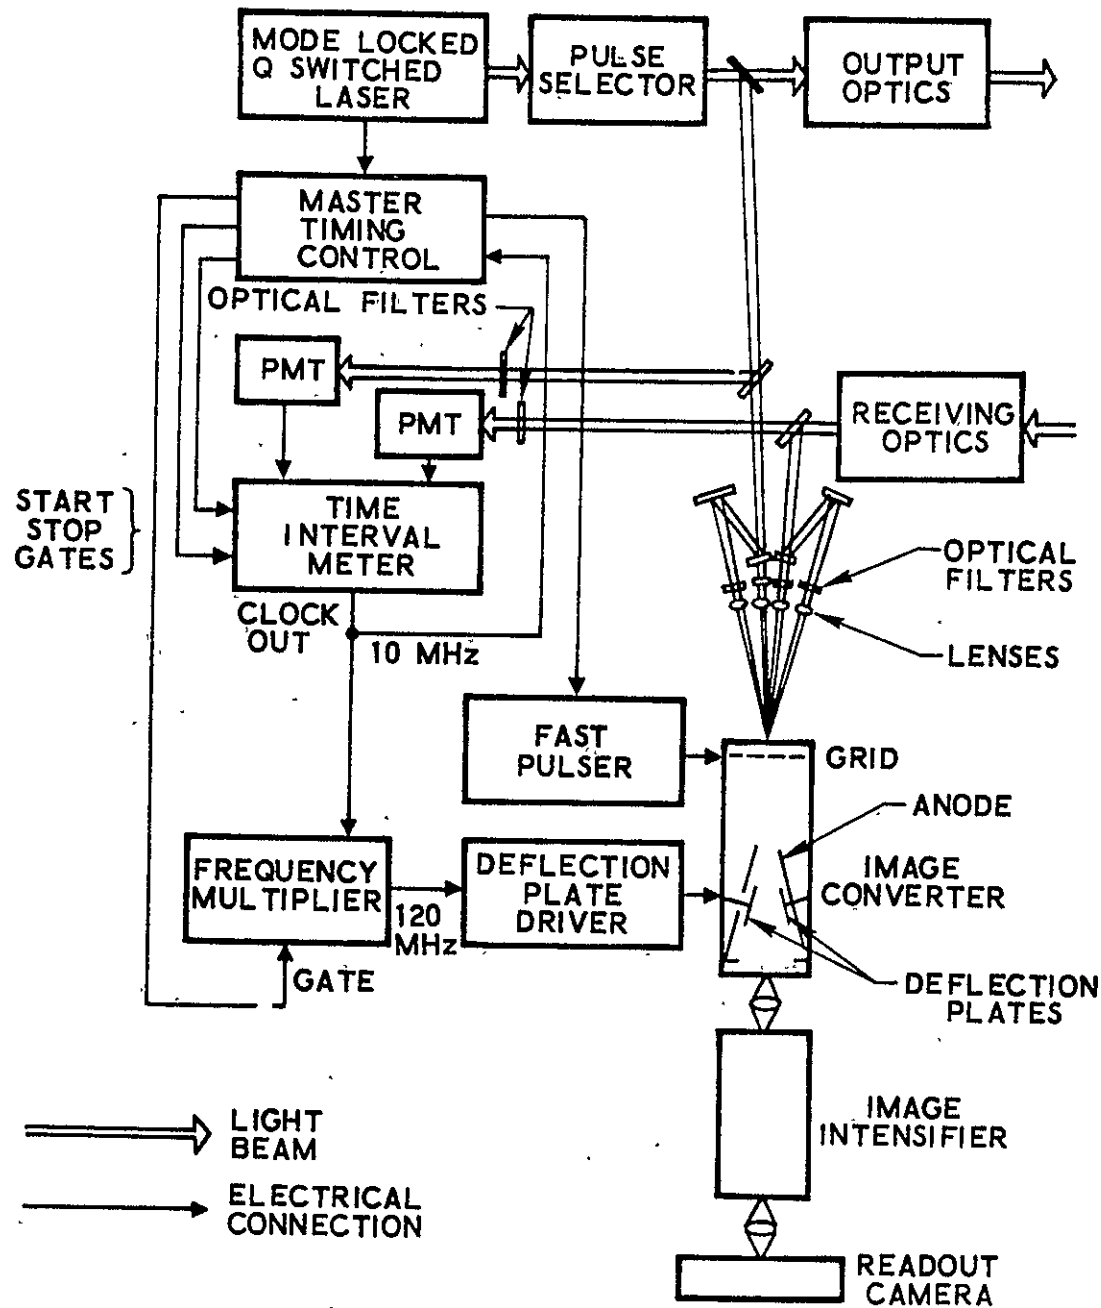 MODE LOCKED
Q SWITCHED
LASER
PULSE
SELECTOR
OUTPUT
OPTICS
MASTER
TIMING
CONTROL
OPTICAL FILTERS
PMT
PMT
RECEIVING
OPTICS
START
STOP
GATES
TIME
INTERVAL
METER
OPTICAL
FILTERS
LENSES
CLOCK
OUT
10 MHz
FAST
PULSER
GRID
ANODE
FREQUENCY
MULTIPLIER
120
MHz
DEFLECTION
PLATE
DRIVER
IMAGE
CONVERTER
GATE
DEFLECTION
PLATES
LIGHT
BEAM
IMAGE
INTENSIFIER
ELECTRICAL
CONNECTION
READOUT
CAMERA